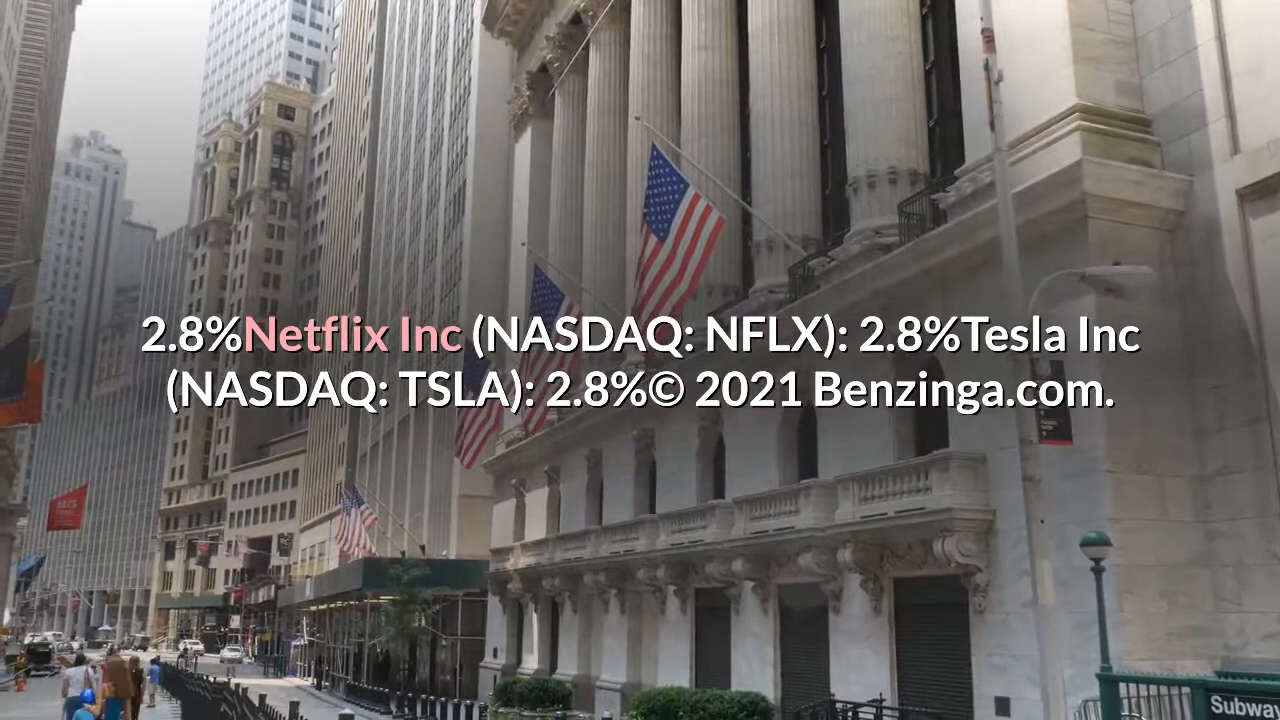 2.8%Netflix Inc (NASDAQ: NFLX): 2.8%Tesla Inc
(NASDAQ: TSLA): 2.8%© 2021 Benzinga.com.
Subway